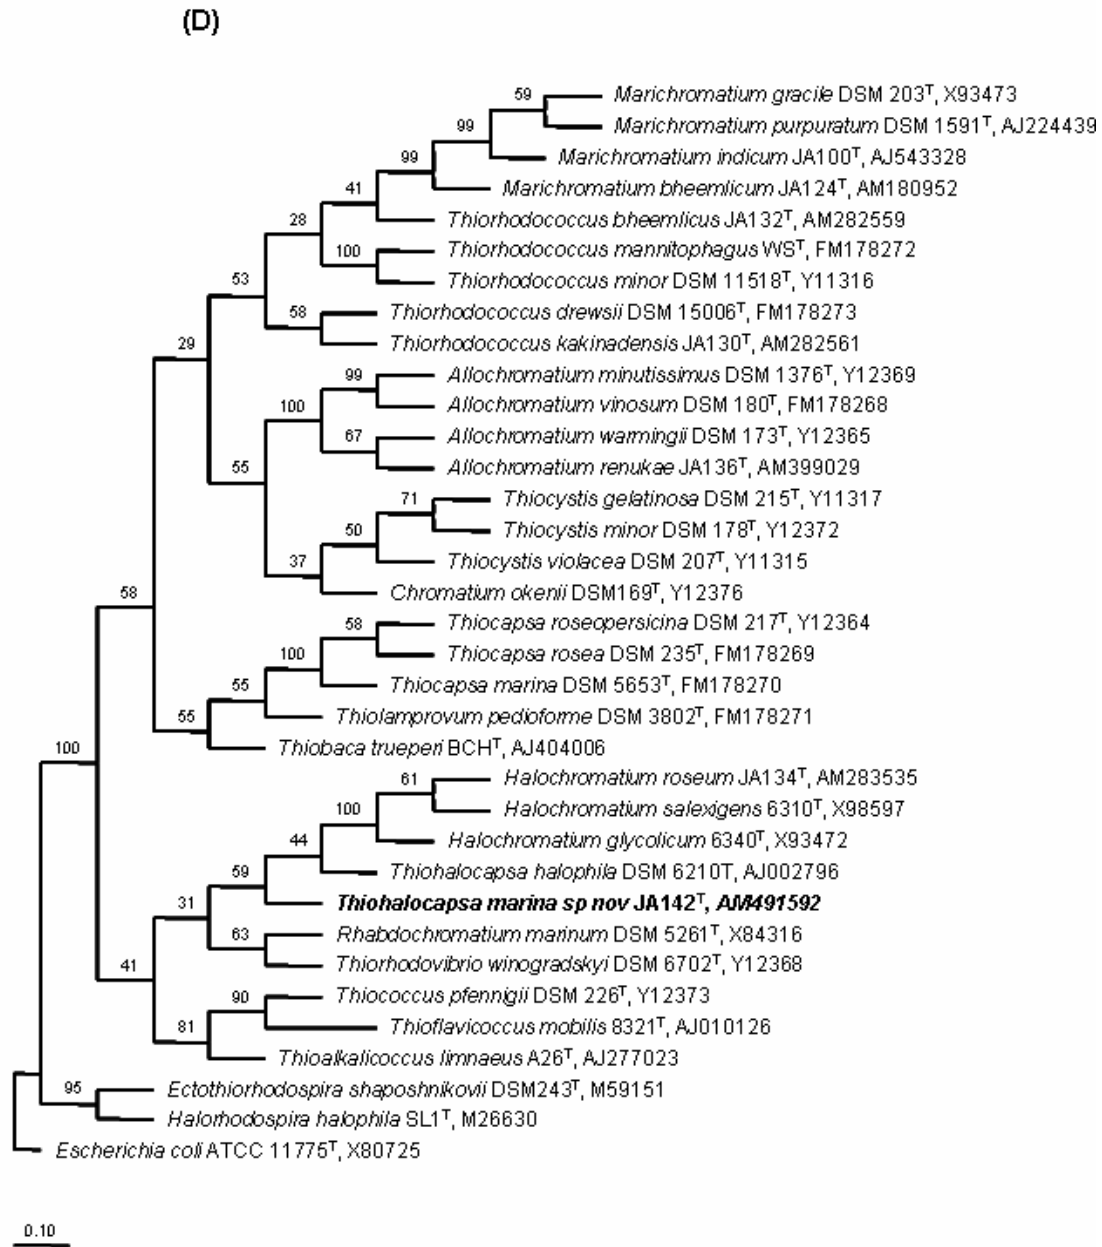 (D)
59 Marichromatium gracile DSM 203ᵀ, X93473
Marichromatium purpuratum DSM 1591ᵀ, AJ224439
99
Marichromatium indicum JA100ᵀ, AJ543328
99
Marichromatium bheemlicum JA124ᵀ, AM180952
41
Thiorhodococcus bheemlicus JA132ᵀ, AM282559
28
Thiorhodococcus mannitophagus WSᵀ, FM178272
100
Thiorhodococcus minor DSM 11518ᵀ, Y11316
53
Thiorhodococcus drewsii DSM 15006ᵀ, FM178273
58
Thiorhodococcus kakinadensis JA130ᵀ, AM282561
29
Allochromatium minutissimus DSM 1376ᵀ, Y12369
99
Allochromatium vinosum DSM 180ᵀ, FM178268
100
Allochromatium warmingii DSM 173ᵀ, Y12365
67
Allochromatium renukae JA136ᵀ, AM399029
55
Thiocystis gelatinosa DSM 215ᵀ, Y11317
71
Thiocystis minor DSM 178ᵀ, Y12372
50
Thiocystis violacea DSM 207ᵀ, Y11315
37
Chromatium okenii DSM169ᵀ, Y12376
58
Thiocapsa roseopersicina DSM 217ᵀ, Y12364
58
Thiocapsa rosea DSM 235ᵀ, FM178269
100
Thiocapsa marina DSM 5653ᵀ, FM178270
55
Thiolamprovum pedioforme DSM 3802ᵀ, FM178271
55
Thiobaca trueperi BCHᵀ, AJ404006
100
Halochromatium roseum JA134ᵀ, AM283535
61
Halochromatium salexigens 6310ᵀ, X98597
100
Halochromatium glycolicum 6340ᵀ, X93472
44
Thiohalocapsa halophila DSM 6210T, AJ002796
59
Thiohalocapsa marina sp nov JA142ᵀ, AM491592
31
Rhabdochromatium marinum DSM 5261ᵀ, X84316
63
Thiorhodovibrio winogradskyi DSM 6702ᵀ, Y12368
41
Thiococcus pfennigii DSM 226ᵀ, Y12373
90
Thioflavicoccus mobilis 8321ᵀ, AJ010126
81
Thioalkalicoccus limnaeus A26ᵀ, AJ277023
95
Ectothiorhodospira shaposhnikovii DSM243ᵀ, M59151
Halorhodospira halophila SL1ᵀ, M26630
Escherichia coli ATCC 11775ᵀ, X80725
0.10